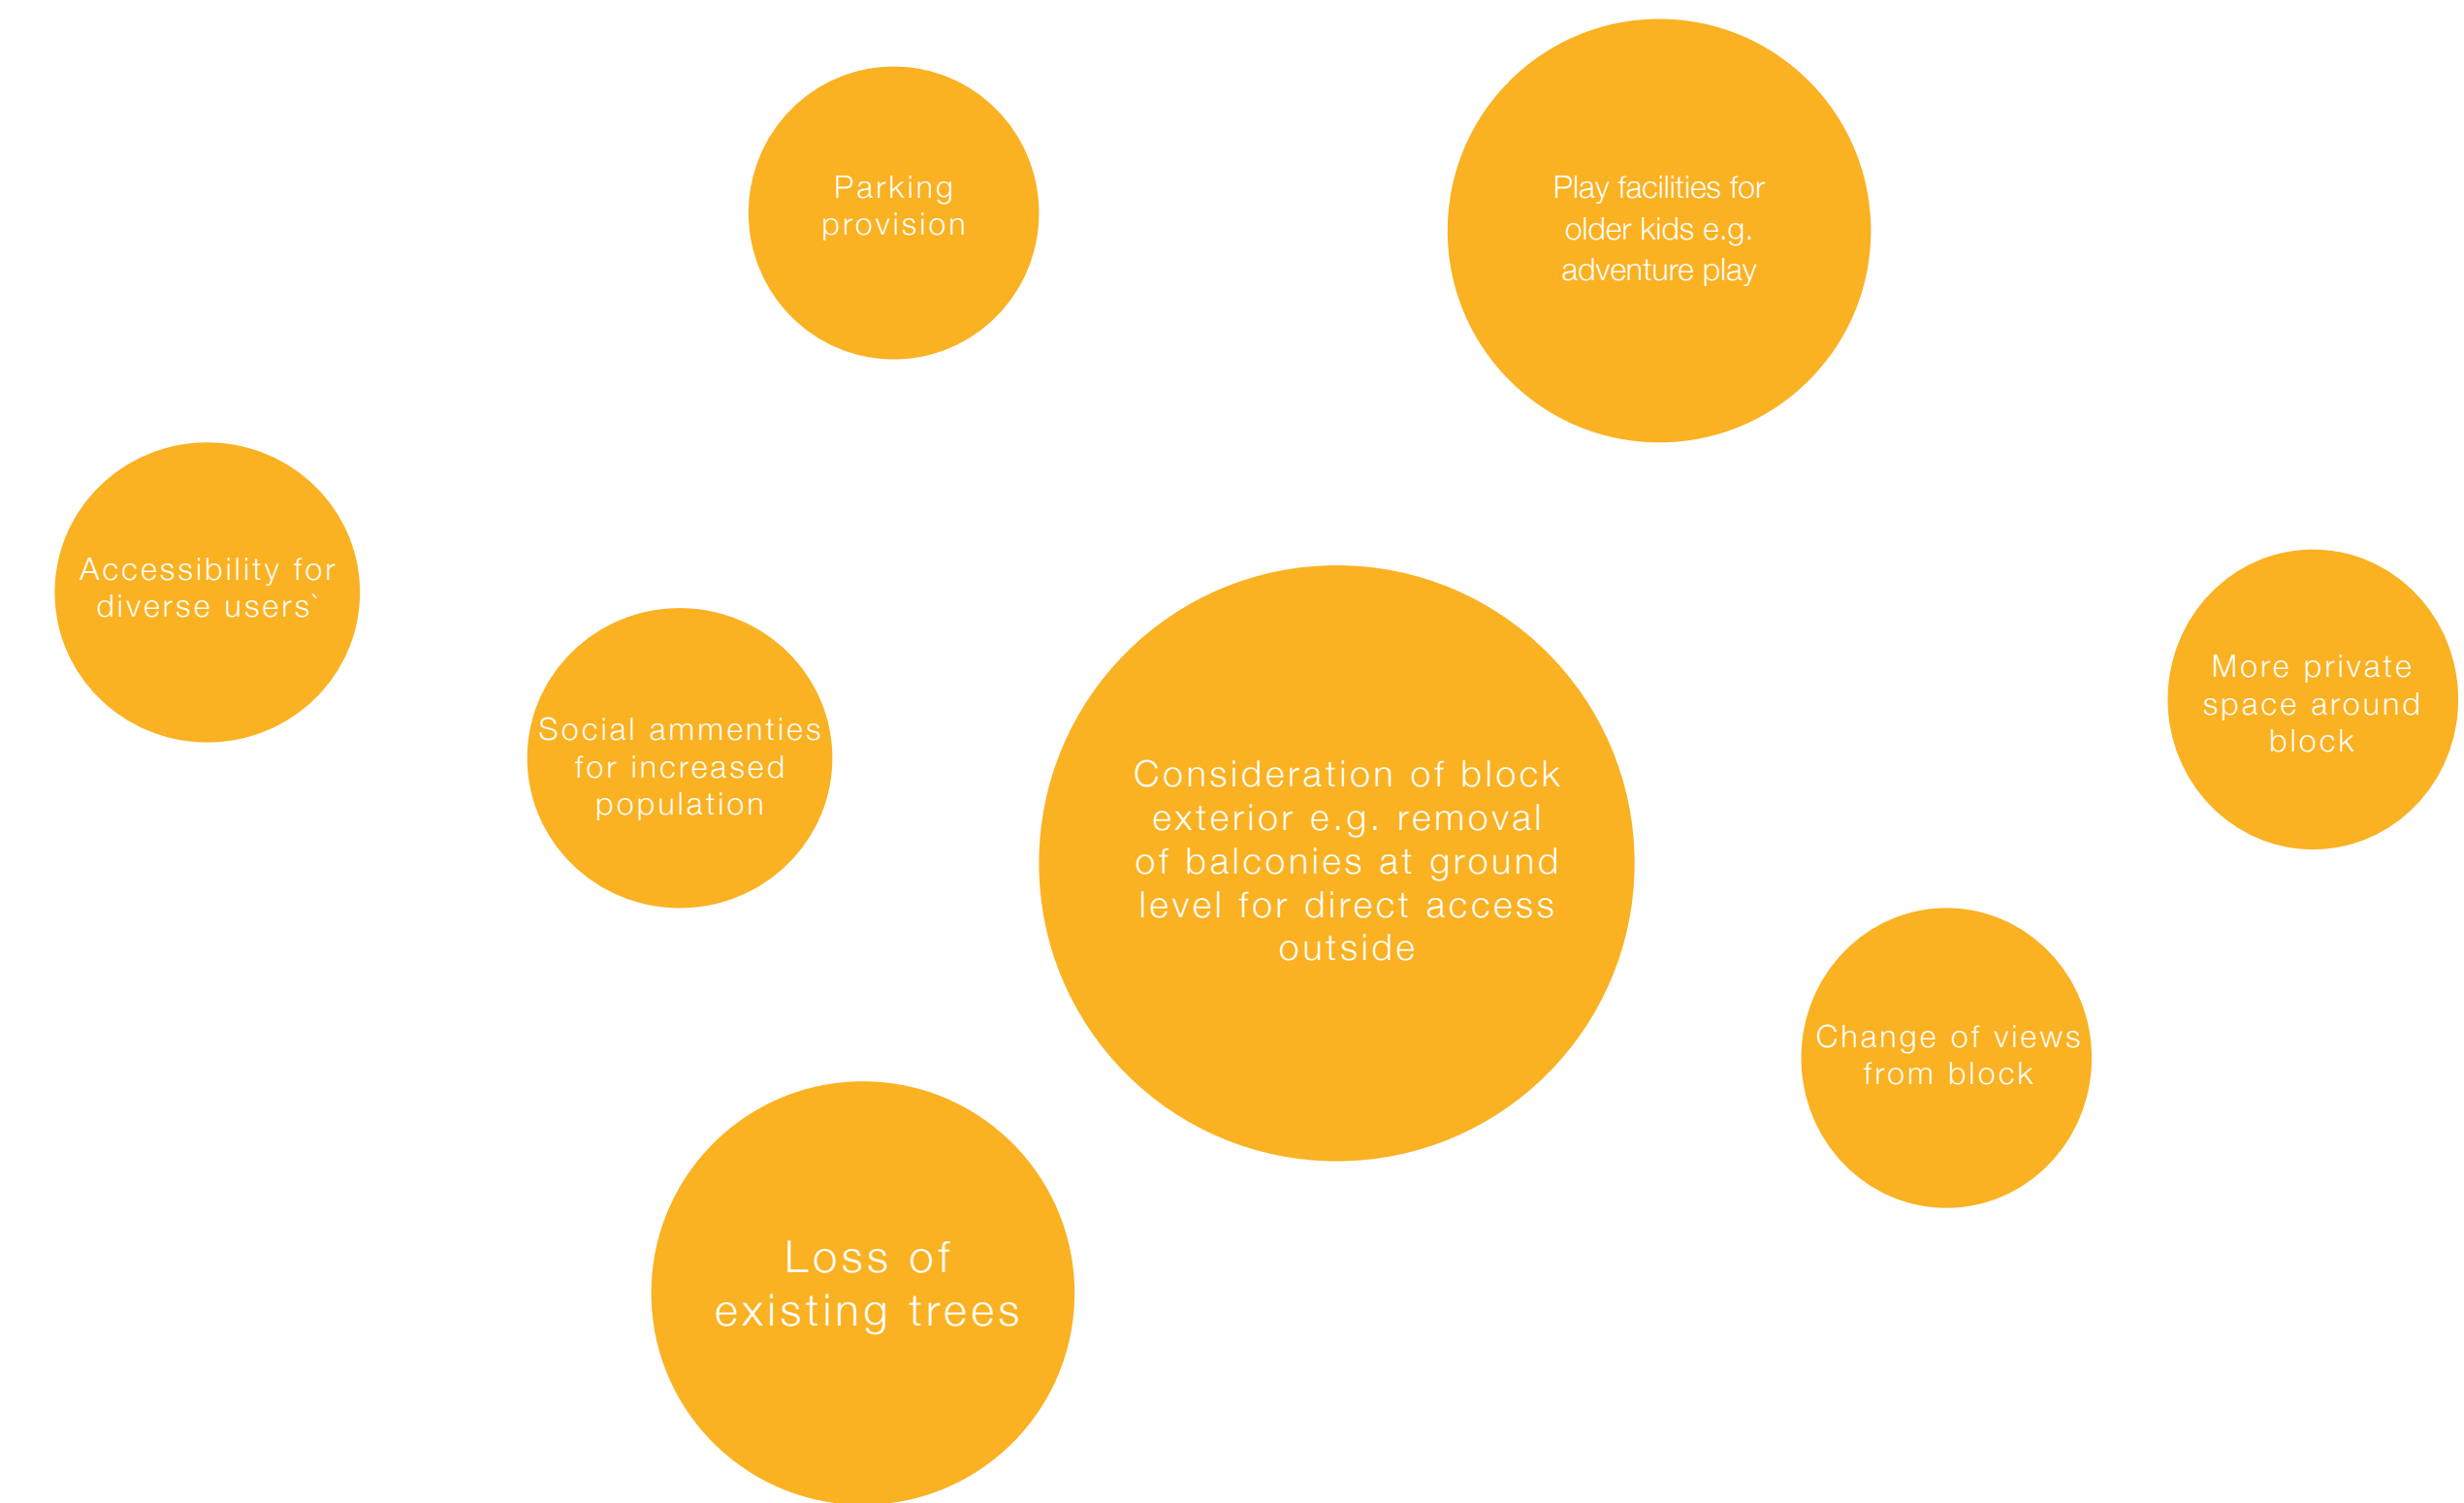 Parking
provision
Play facilities for
older kids e.g.
adventure play
Accessibility for
diverse users`
Social ammenties
for increased
population
Consideration of block
exterior e.g. removal
of balconies at ground
level for direct access
outside
More private
space around
block
Change of views
from block
Loss of
existing trees